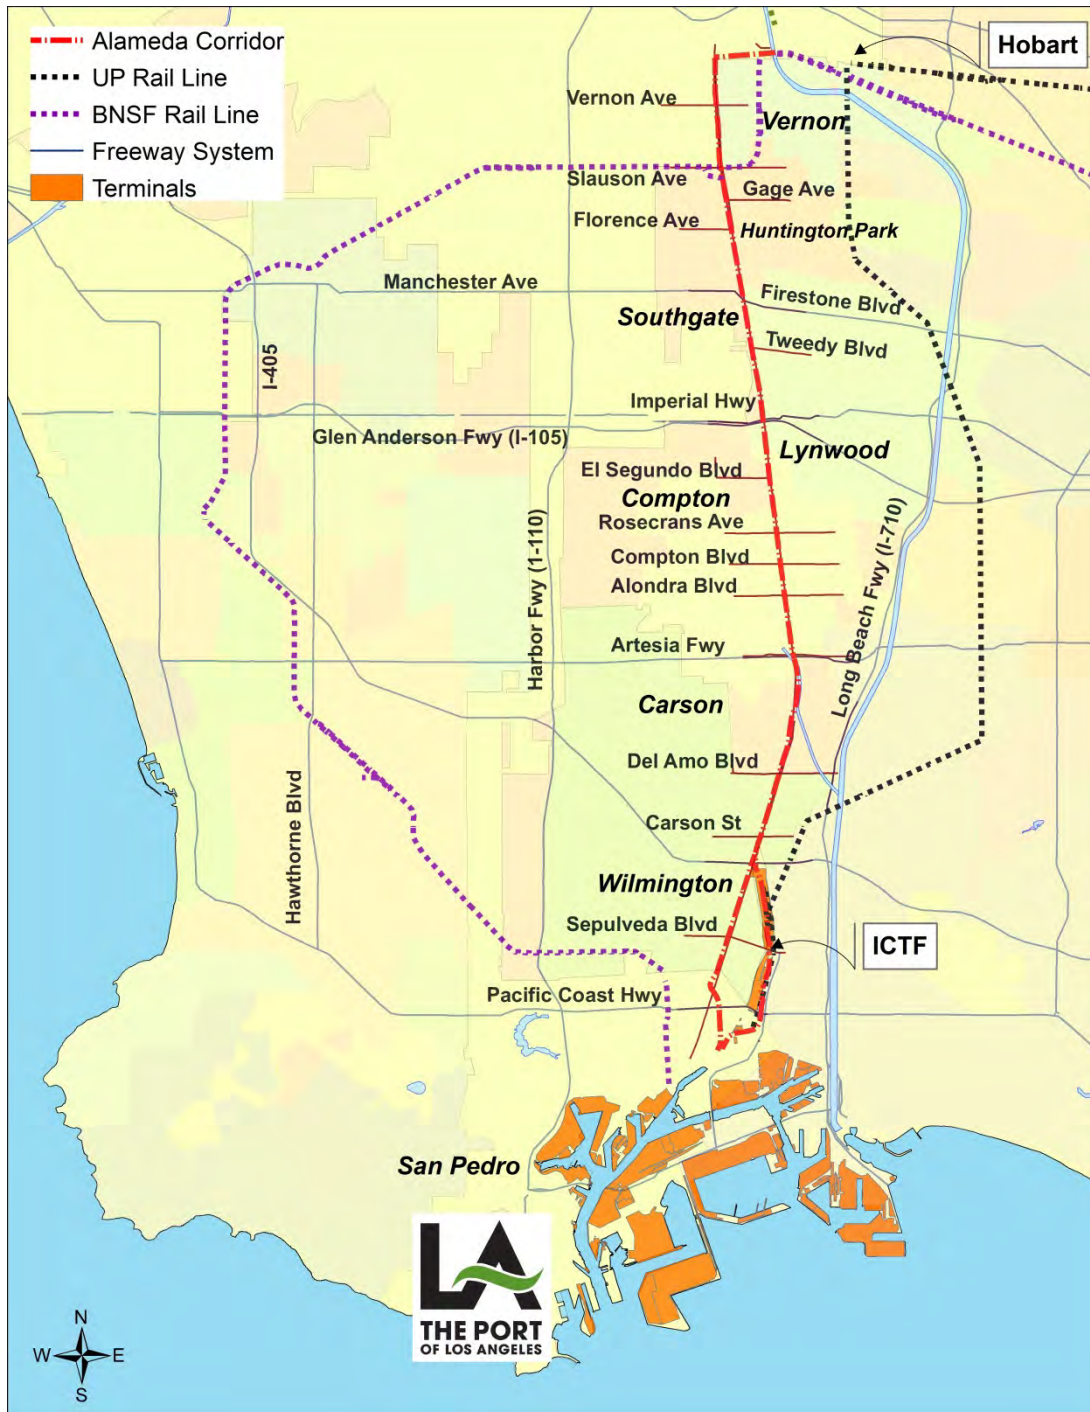 Alameda Corridor
UP Rail Line
BNSF Rail Line
Freeway System
Terminals
Hobart
Vernon Ave
Vernon
Slauson Ave
Gage Ave
Florence Ave
Huntington Park
Manchester Ave
Firestone Blvd
Southgate
Tweedy Blvd
I-405
Imperial Hwy
Glen Anderson Fwy (I-105)
Lynwood
El Segundo Blvd
Compton
Rosecrans Ave
Compton Blvd
Alondra Blvd
Harbor Fwy (1-110)
Long Beach Fwy (I-710)
Artesia Fwy
Carson
Del Amo Blvd
Hawthorne Blvd
Carson St
Wilmington
Sepulveda Blvd
ICTF
Pacific Coast Hwy
San Pedro
LA
THE PORT
OF LOS ANGELES
N
W E
S